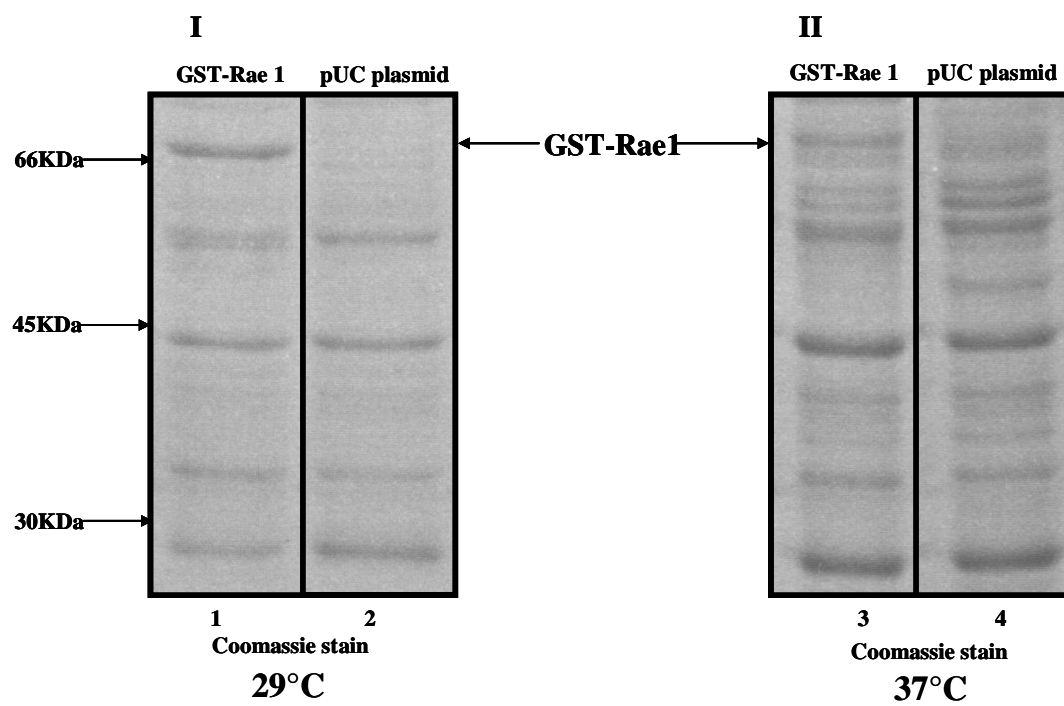 I
II
GST-Rae 1
pUC plasmid
GST-Rae 1
pUC plasmid
GST-Rae1
66KDa
45KDa
30KDa
1
2
3
4
Coomassie stain
Coomassie stain
29°C
37°C